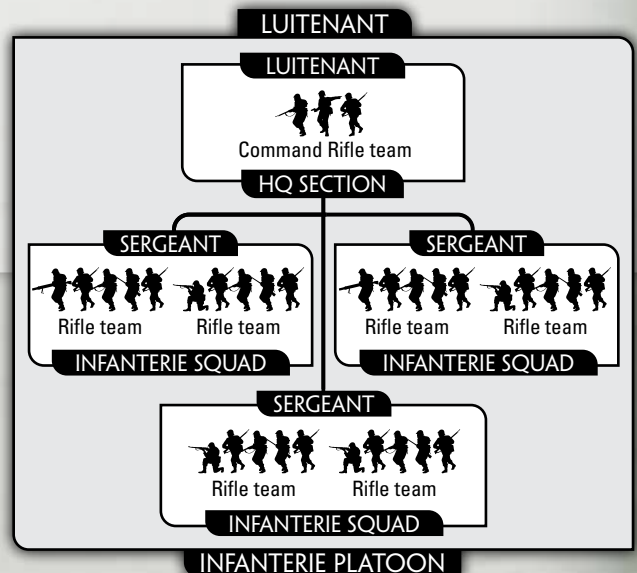 LUITENANT
LUITENANT
Command Rifle team
HQ SECTION
SERGEANT
Rifle team Rifle team
INFANTERIE SQUAD
SERGEANT
Rifle team Rifle team
INFANTERIE SQUAD
SERGEANT
Rifle team Rifle team
INFANTERIE SQUAD
INFANTERIE PLATOON